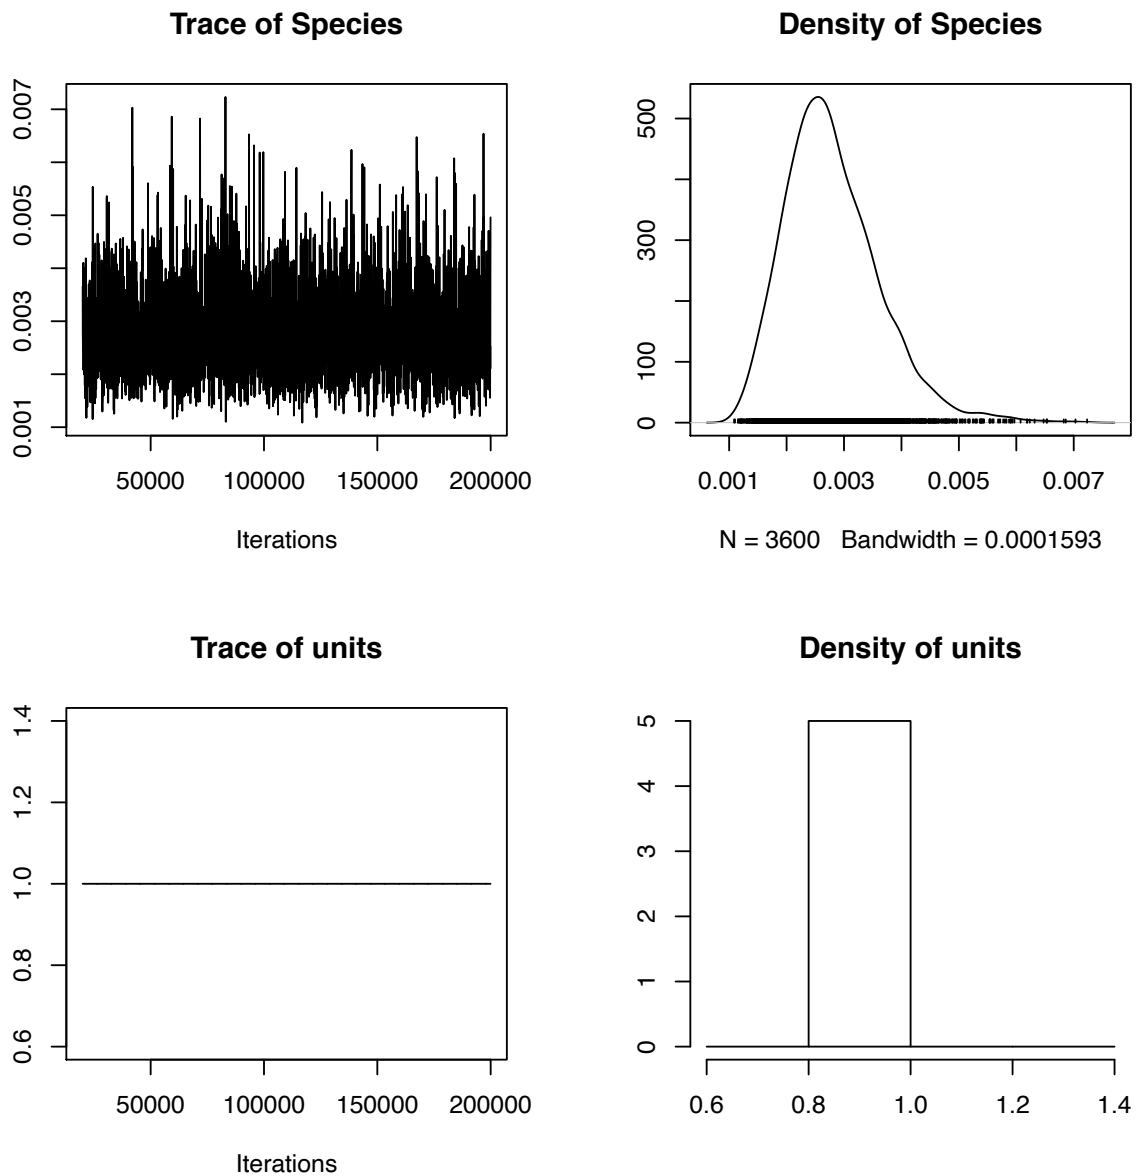 Trace of Species
Density of Species
0.007
0.005
0.003
0.001
50000 100000 150000 200000
Iterations
500
300
100
0
0.001 0.003 0.005 0.007
N = 3600 Bandwidth = 0.0001593
Trace of units
Density of units
1.4
1.2
1.0
0.8
0.6
50000 100000 150000 200000
Iterations
5
4
3
2
1
0
0.6 0.8 1.0 1.2 1.4